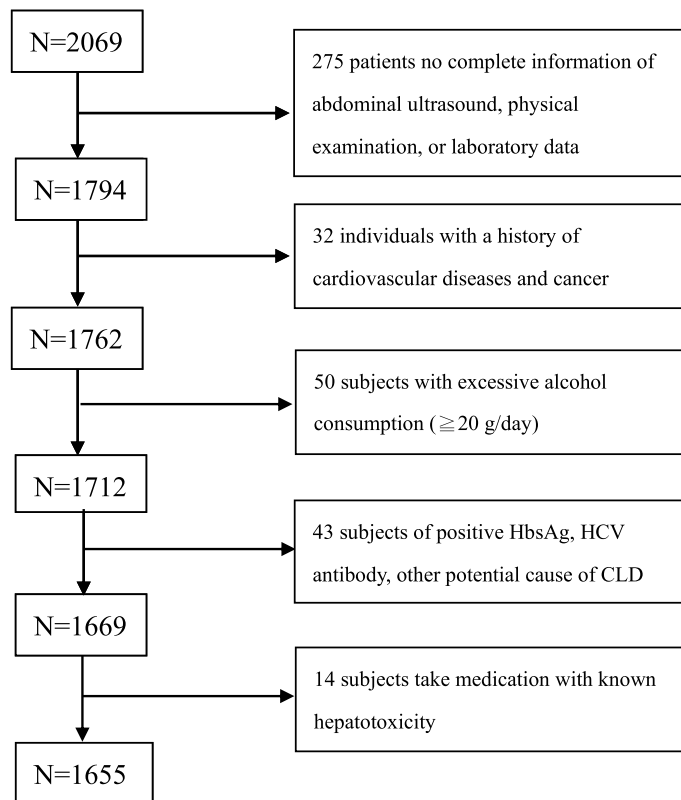 N=2069
275 patients no complete information of
abdominal ultrasound, physical
examination, or laboratory data
N=1794
32 individuals with a history of
cardiovascular diseases and cancer
N=1762
50 subjects with excessive alcohol
consumption (≧20 g/day)
N=1712
43 subjects of positive HbsAg, HCV
antibody, other potential cause of CLD
N=1669
14 subjects take medication with known
hepatotoxicity
N=1655